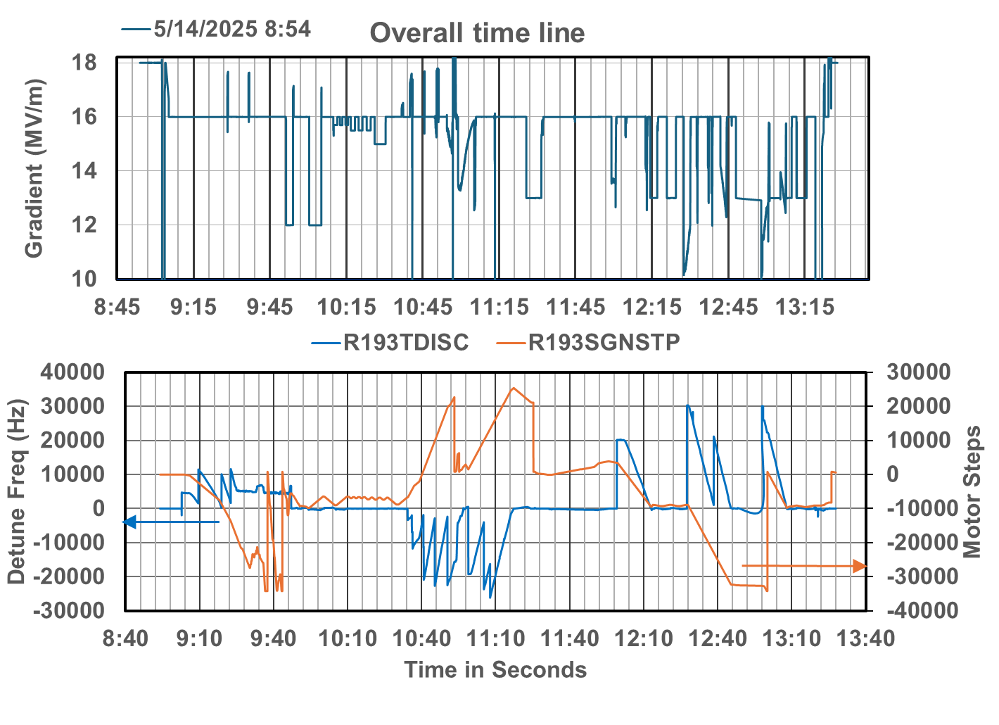 5/14/2025 8:54
Overall time line
Gradient (MV/m)
18
16
14
12
10
8:45 9:15 9:45 10:15 10:45 11:15 11:45 12:15 12:45 13:15
R193TDISC R193SGNSTP
Detune Freq (Hz)
40000
30000
20000
10000
0
-10000
-20000
-30000
30000
20000
10000
0
-10000
-20000
-30000
-40000
Motor Steps
8:40 9:10 9:40 10:10 10:40 11:10 11:40 12:10 12:40 13:10 13:40
Time in Seconds